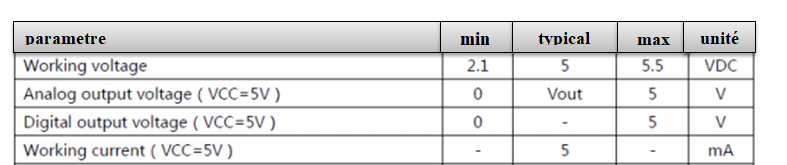 parametre min typical max unité
Working voltage 2.1 5 5.5 VDC
Analog output voltage ( VCC=5V ) 0 Vout 5 V
Digital output voltage ( VCC=5V ) 0 - 5 V
Working current ( VCC=5V ) - 5 - mA